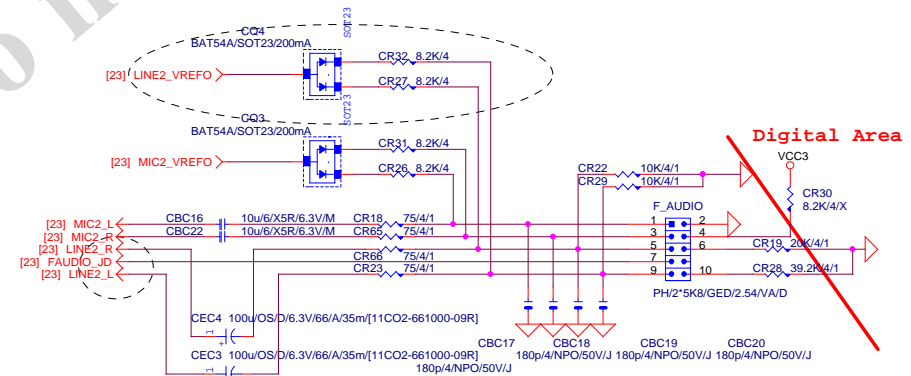 o n
CQ4
BAT54A/SOT23/200mA
SOT23
[23] LINE2_VREFO
CR32 8.2K/4
CR27 8.2K/4
SOT23
CQ3
BAT54A/SOT23/200mA
[23] MIC2_VREFO
CR31 8.2K/4
CR26 8.2K/4
Digital Area
VCC3
CR22 10K/4/1
CR29 10K/4/1
CR30
8.2K/4/X
F_AUDIO
[23] MIC2_L CBC16 10u/6/X5R/6.3V/M CR18 75/4/1 1 2
[23] MIC2_R CBC22 10u/6/X5R/6.3V/M CR65 75/4/1 3 4
[23] LINE2_R 5 6 CR19 20K/4/1
[23] FAUDIO_JD CR66 75/4/1 7
[23] LINE2_L CR23 75/4/1 9 10 CR28 39.2K/4/1
PH/2*5K8/GED/2.54/VA/D
CEC4 100u/OS/D/6.3V/66/A/35m/[11CO2-661000-09R]
1 +
CBC17 CBC18 CBC19 CBC20
CEC3 100u/OS/D/6.3V/66/A/35m/[11CO2-661000-09R]
180p/4/NPO/50V/J 180p/4/NPO/50V/J 180p/4/NPO/50V/J
180p/4/NPO/50V/J
1